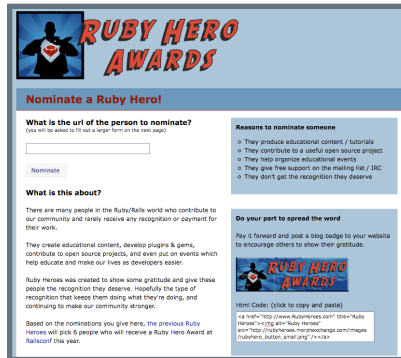 RUBY HERO
AWARDS
Nominate a Ruby Hero!
What is the url of the person to nominate?
(you will be asked to fill out a larger form on the next page)
Nominate
What is this about?
There are many people in the Ruby/Rails world who contribute to
our community and rarely receive any recognition or payment for
their work.
They create educational content, develop plugins & gems,
contribute to open source projects, and even put on events which
help educate and make our lives as developers easier.
Ruby Heroes was created to show some gratitude and give these
people the recognition they deserve. Hopefully the type of
recognition that keeps them doing what they're doing, and
continuing to make our community stronger.
Based on the nominations you give here, the previous Ruby
Heroes will pick 6 people who will receive a Ruby Hero Award at
Railsconf this year.
Reasons to nominate someone
They produce educational content / tutorials
They contribute to a useful open source project
They help organize educational events
They give free support on the mailing list / IRC
They don't get the recognition they deserve
Do your part to spread the word
Pay it forward and post a blog badge to your website
to encourage others to show their gratitude.
RUBY HERO
AWARDS
Html Code: (click to copy and paste)
<a href="http://www.RubyHeroes.com" title="Ruby
Heroes"><img alt="Ruby Heroes"
src="http://rubyheroes.morphexchange.com/images
/rubyhero_button_small.png" /></a>